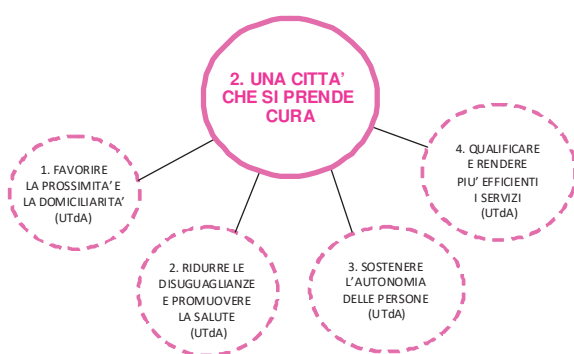 2. UNA CITTA'
CHE SI PRENDE
CURA
1. FAVORIRE
LA PROSSIMITA' E
LA DOMICILIARITA'
(UTdA)
2. RIDURRE LE
DISUGUAGLIANZE
E PROMUOVERE
LA SALUTE
(UTdA)
3. SOSTENERE
L'AUTONOMIA
DELLE PERSONE
(UTdA)
4. QUALIFICARE
E RENDERE
PIU' EFFICIENTI
I SERVIZI
(UTdA)